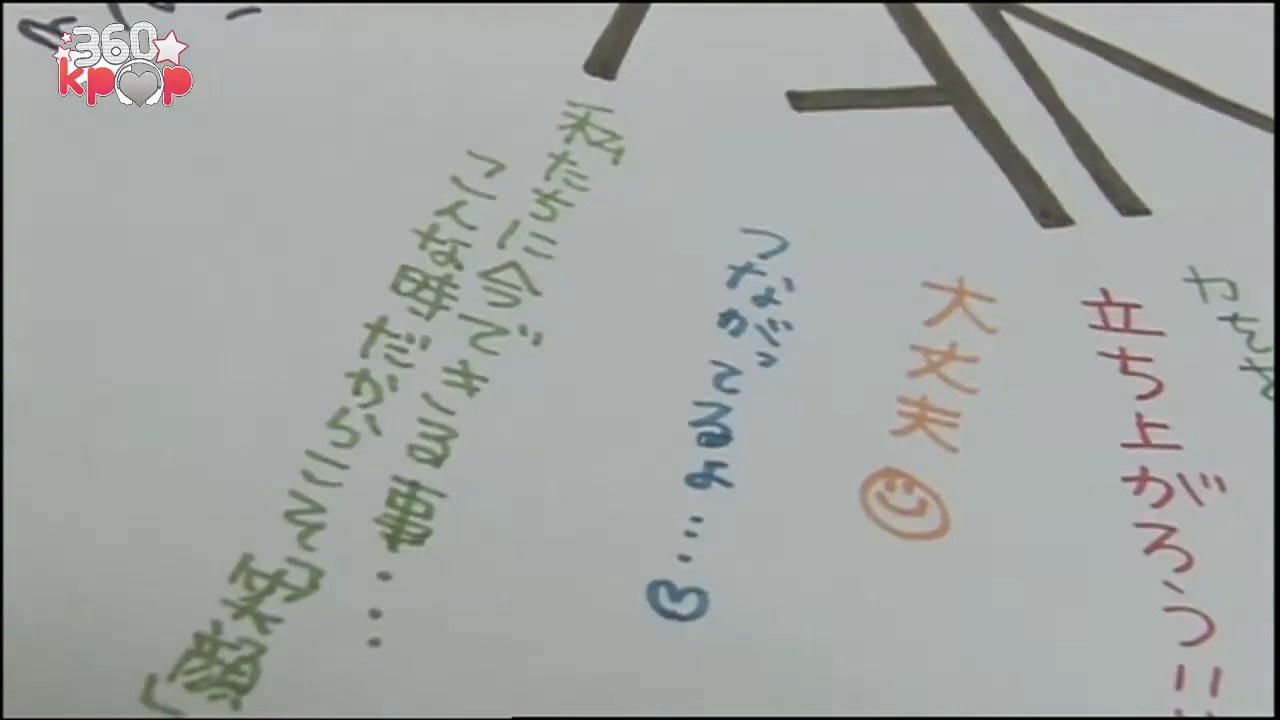 360
kpop
立ち上がろう!!
大丈夫
つながってるよ…
私たちに今できる事…
こんな時だからこそ笑顔」